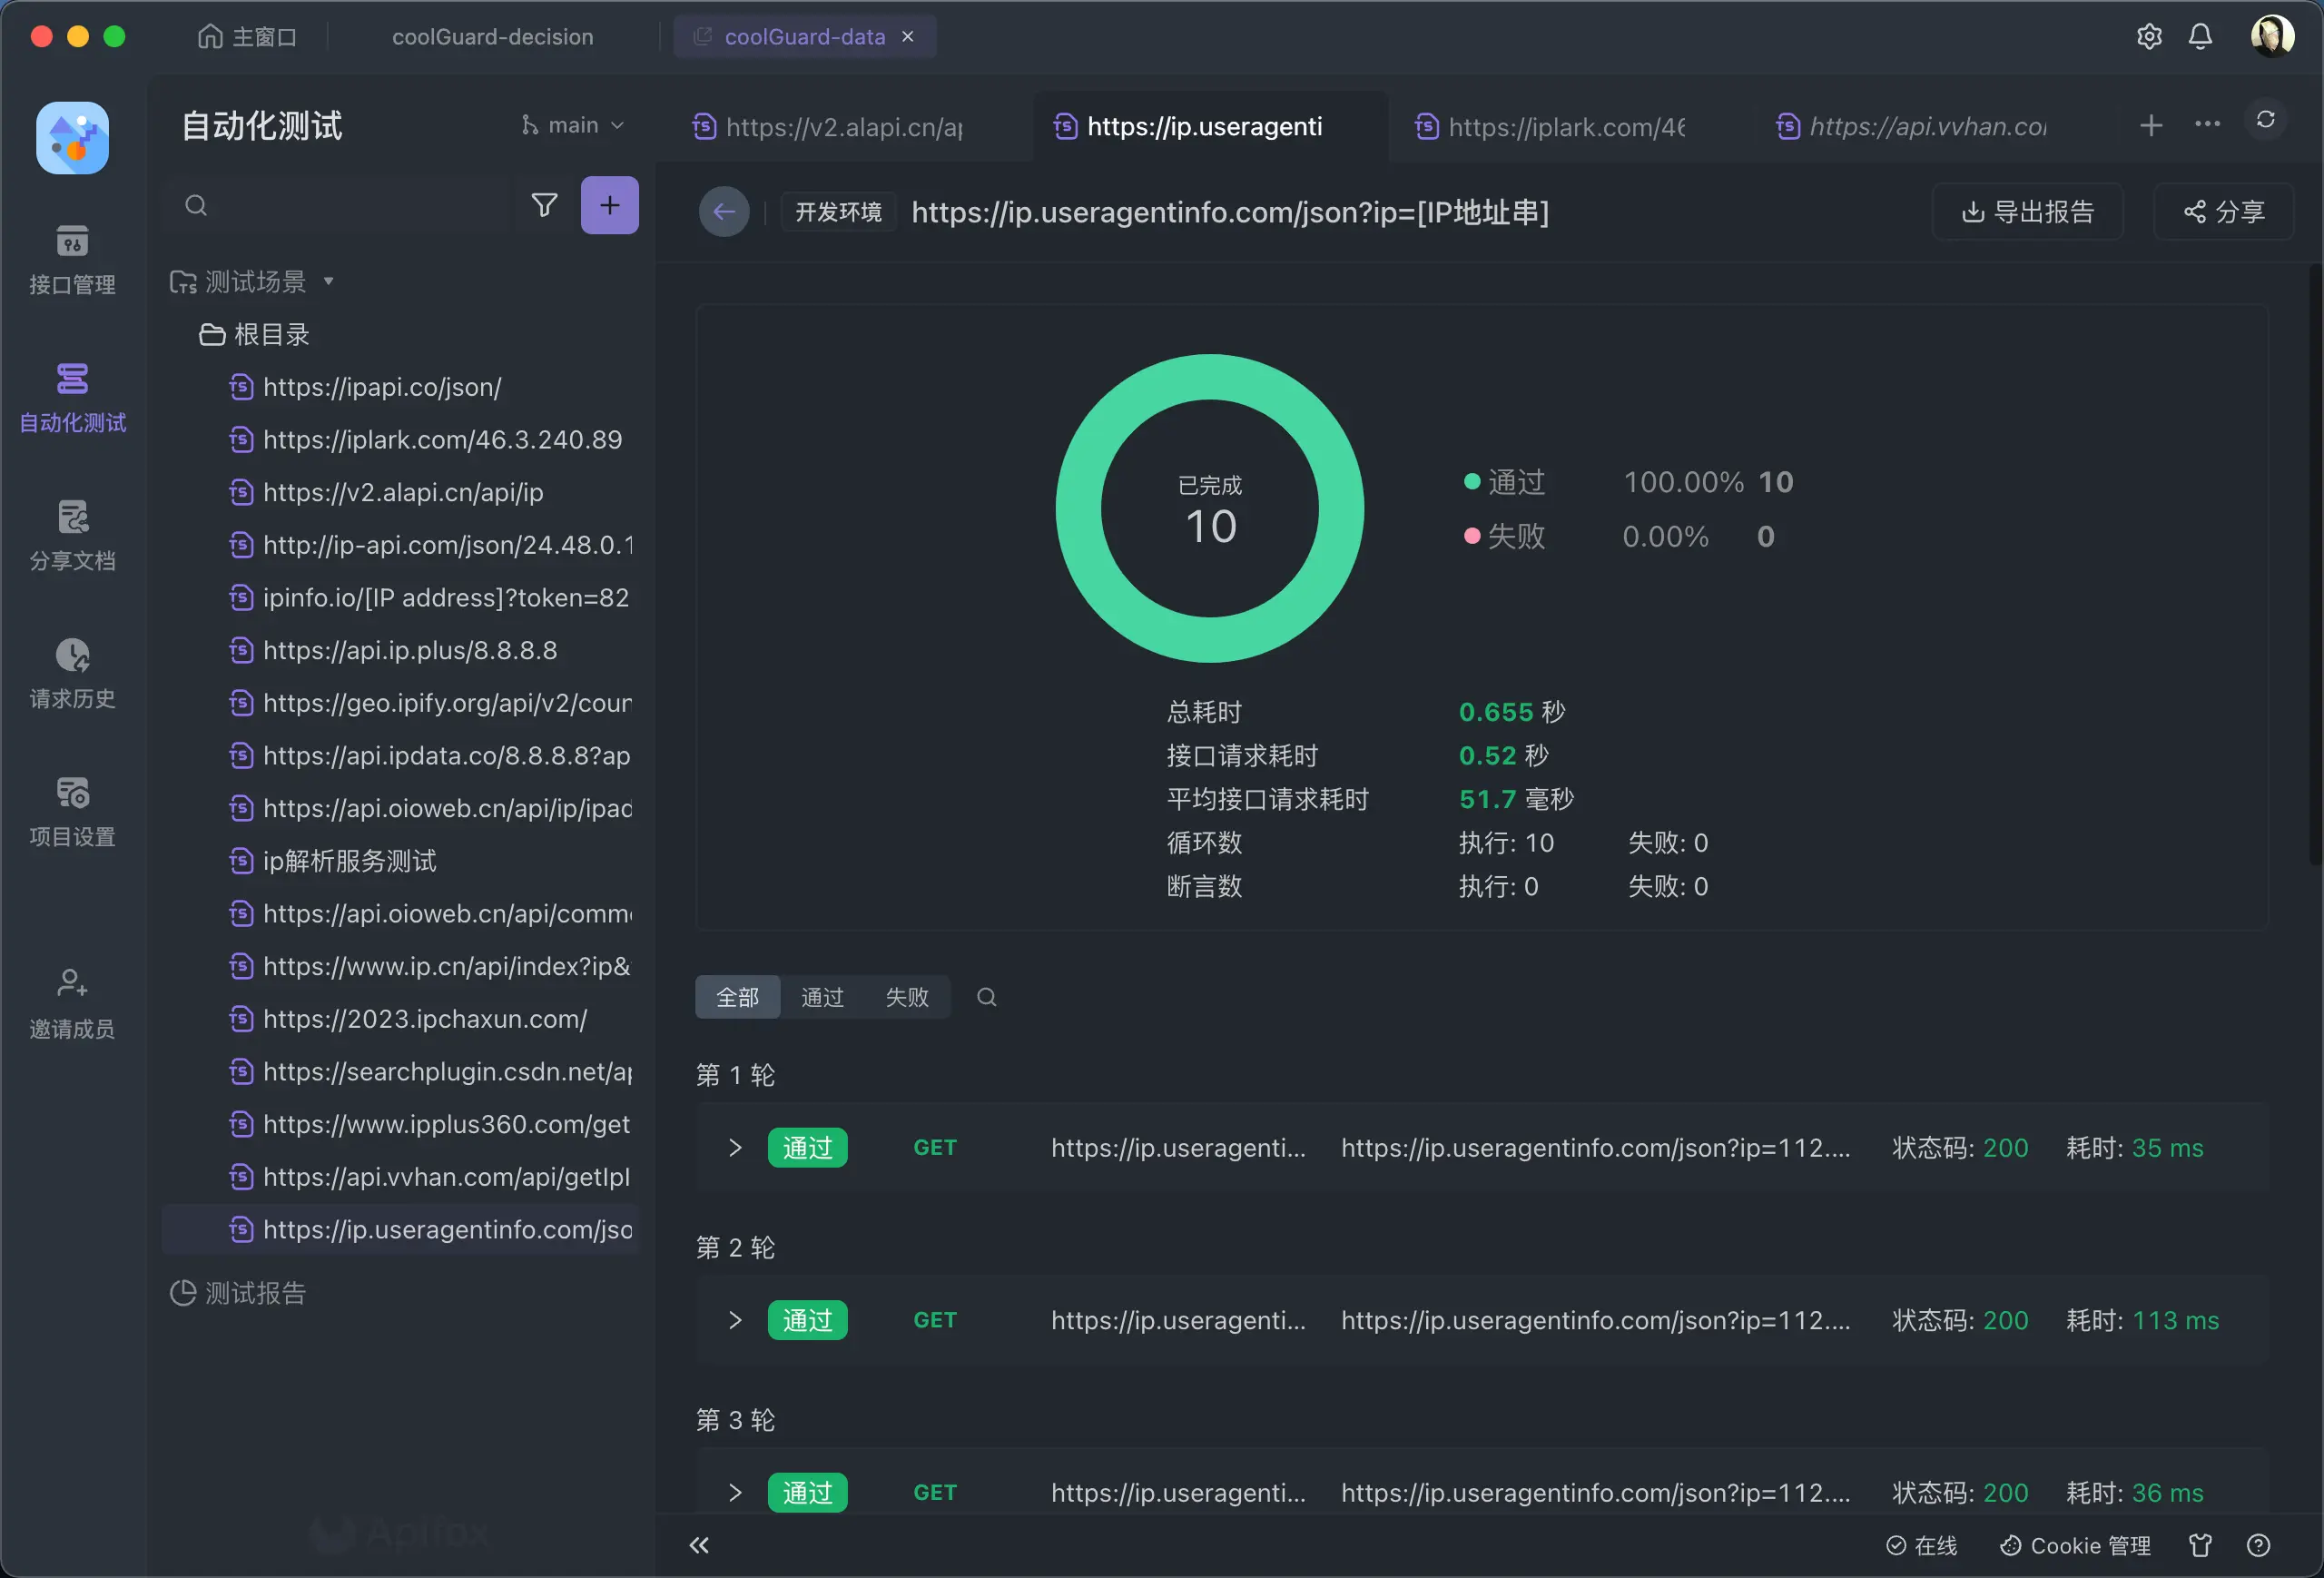 主窗口
coolGuard-decision
coolGuard-data
自动化测试
main
https://v2.alapi.cn/ap
https://ip.useragenti
https://iplark.com/46
https://api.vvhan.co
接口管理
自动化测试
分享文档
请求历史
项目设置
邀请成员
测试场景
根目录
https://ipapi.co/json/
https://iplark.com/46.3.240.89
https://v2.alapi.cn/api/ip
http://ip-api.com/json/24.48.0.1
ipinfo.io/[IP address]?token=82
https://api.ip.plus/8.8.8.8
https://geo.ipify.org/api/v2/coun
https://api.ipdata.co/8.8.8.8?ap
https://api.oioweb.cn/api/ip/ipad
ip解析服务测试
https://api.oioweb.cn/api/comm
https://www.ip.cn/api/index?ip&
https://2023.ipchaxun.com/
https://searchplugin.csdn.net/ap
https://www.ipplus360.com/get
https://api.vvhan.com/api/getIpI
https://ip.useragentinfo.com/jso
测试报告
Apifox
开发环境
https://ip.useragentinfo.com/json?ip=[IP地址串]
导出报告
分享
已完成
10
通过 100.00% 10
失败 0.00% 0
总耗时 0.655 秒
接口请求耗时 0.52 秒
平均接口请求耗时 51.7 毫秒
循环数 执行: 10 失败: 0
断言数 执行: 0 失败: 0
全部 通过 失败
第 1 轮
通过 GET https://ip.useragenti... https://ip.useragentinfo.com/json?ip=112.... 状态码: 200 耗时: 35 ms
第 2 轮
通过 GET https://ip.useragenti... https://ip.useragentinfo.com/json?ip=112.... 状态码: 200 耗时: 113 ms
第 3 轮
通过 GET https://ip.useragenti... https://ip.useragentinfo.com/json?ip=112.... 状态码: 200 耗时: 36 ms
在线
Cookie 管理